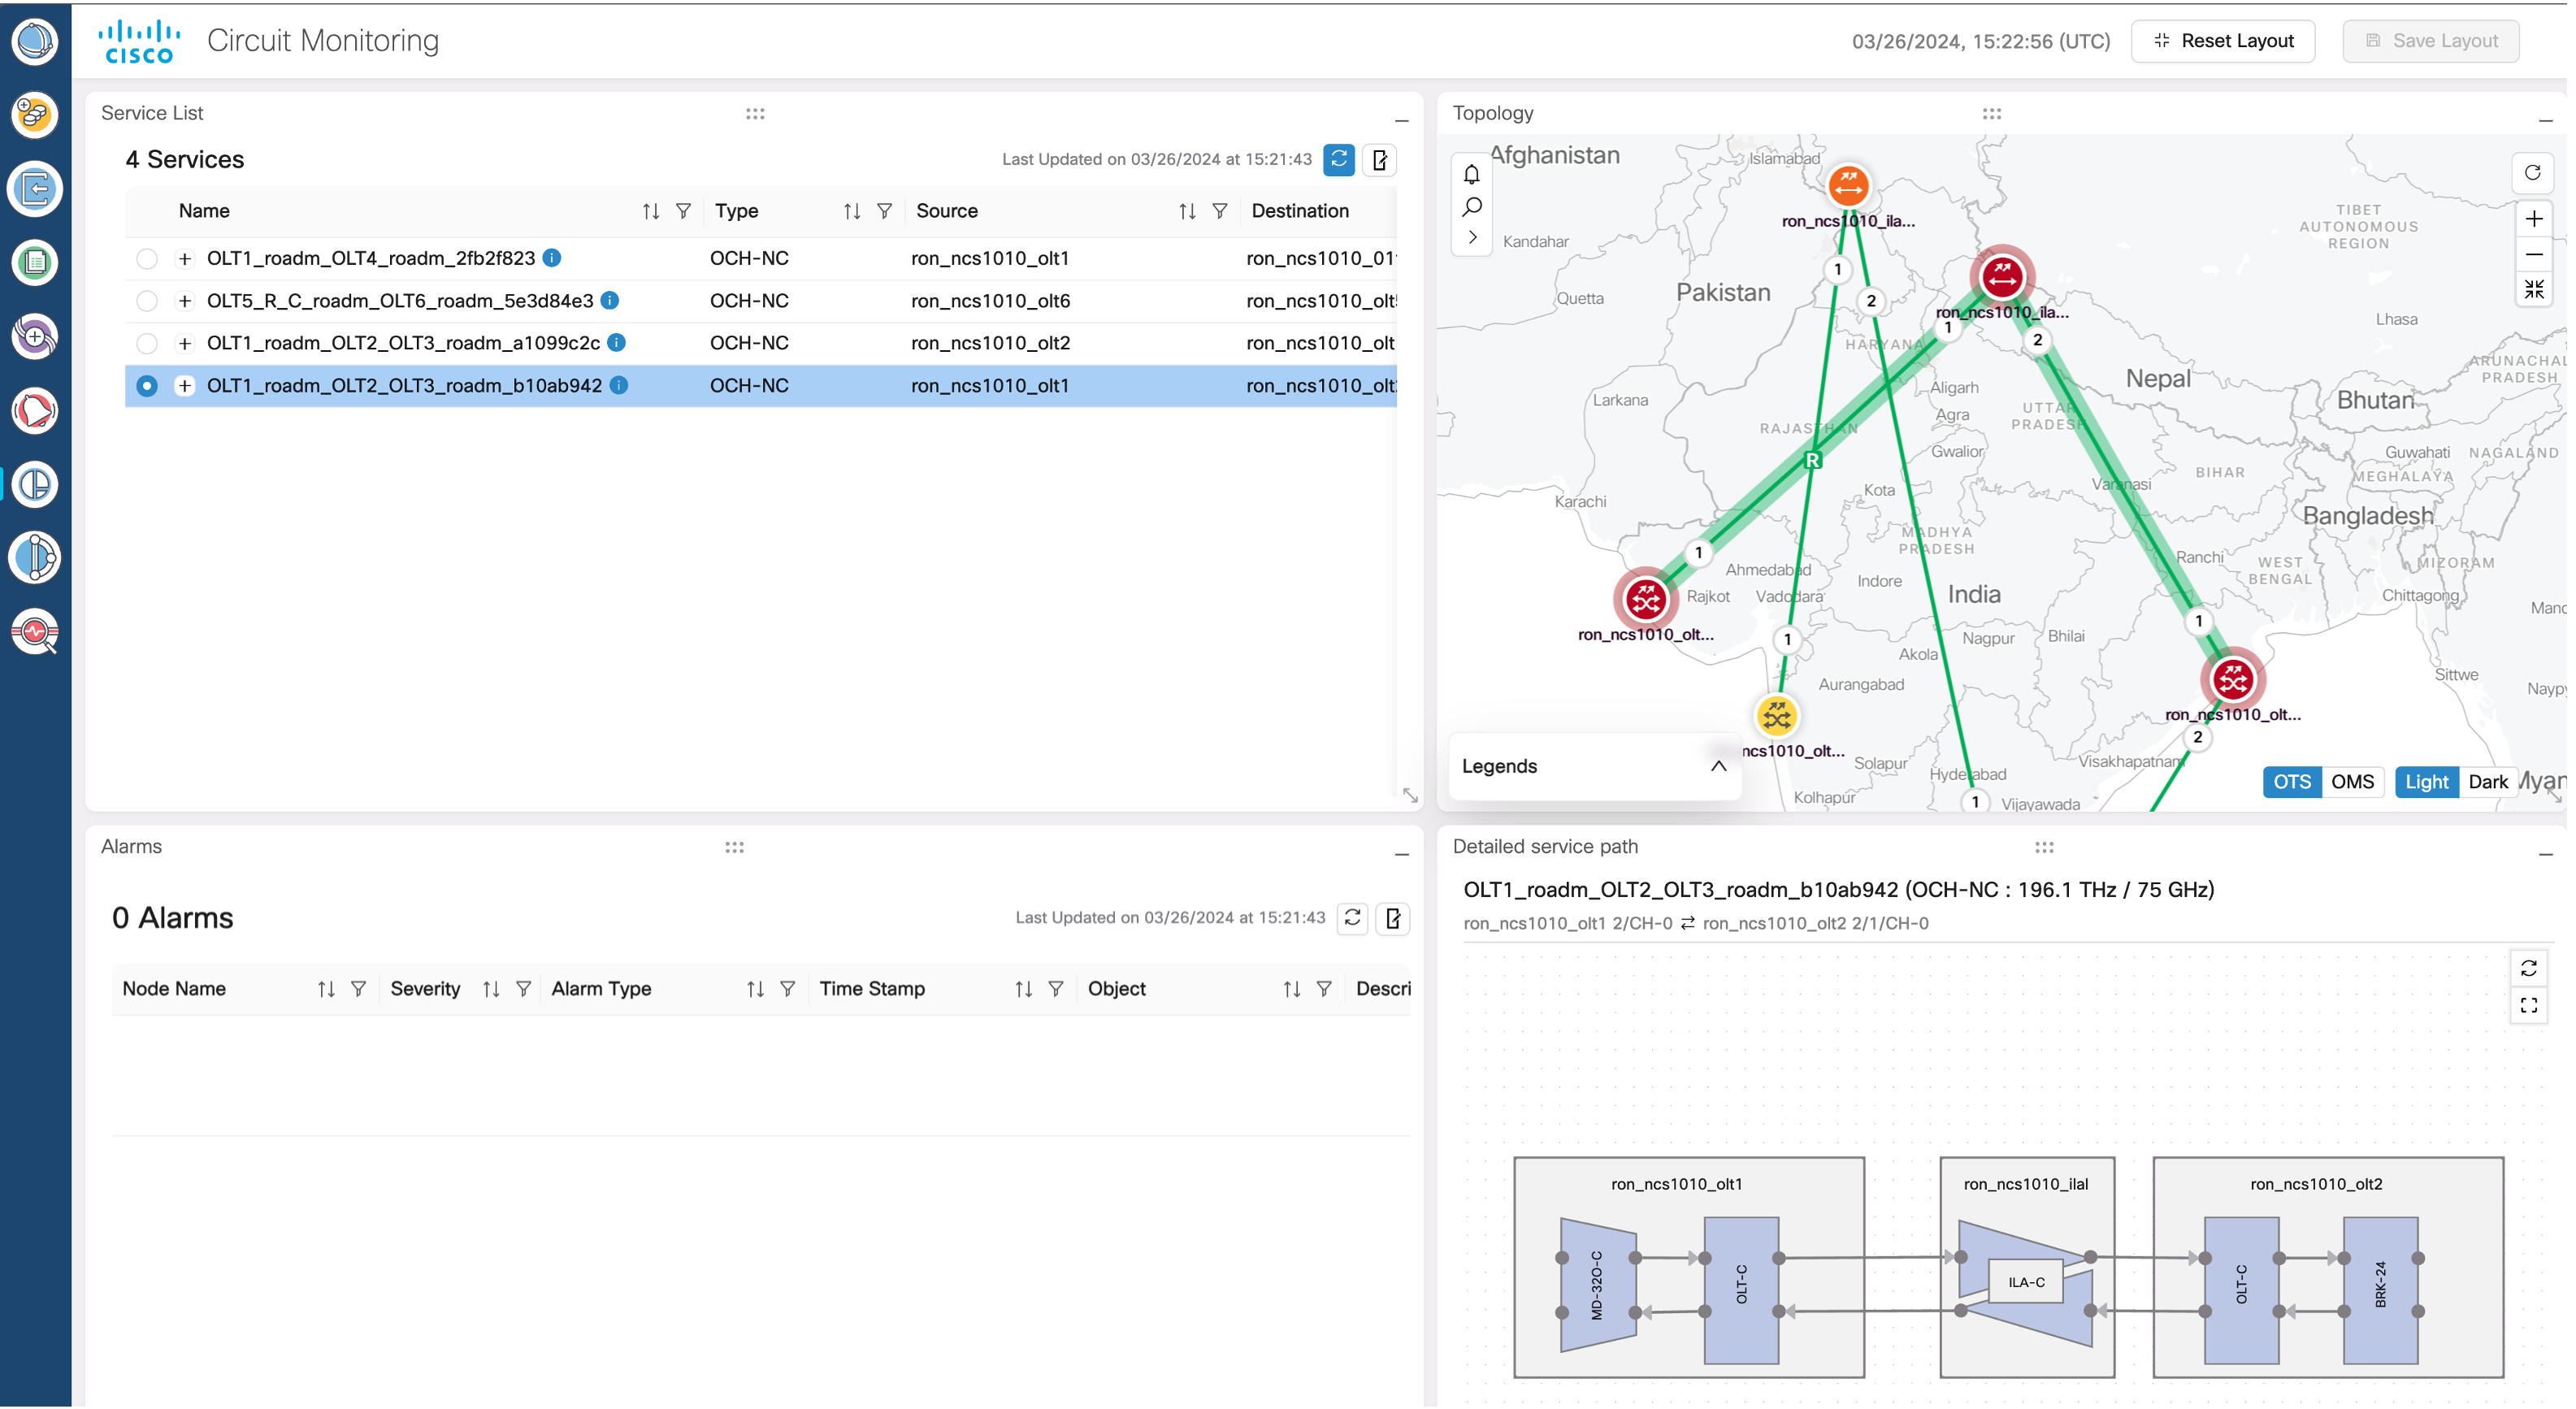 CISCO Circuit Monitoring 03/26/2024, 15:22:56 (UTC) Reset Layout Save Layout
Service List
4 Services Last Updated on 03/26/2024 at 15:21:43
Name Type Source Destination
OLT1_roadm_OLT4_roadm_2fb2f823 OCH-NC ron_ncs1010_olt1 ron_ncs1010_01
OLT5_R_C_roadm_OLT6_roadm_5e3d84e3 OCH-NC ron_ncs1010_olt6 ron_ncs1010_olt
OLT1_roadm_OLT2_OLT3_roadm_a1099c2c OCH-NC ron_ncs1010_olt2 ron_ncs1010_olt
OLT1_roadm_OLT2_OLT3_roadm_b10ab942 OCH-NC ron_ncs1010_olt1 ron_ncs1010_olt
Topology
Afghanistan
Islamabad
ron_ncs1010_ila...
TIBET
AUTONOMOUS
REGION
Kandahar
1
Quetta
Pakistan
2
ron_ncs1010_ila...
Lhasa
1
2
HARYANA
ARUNACHAL
PRADESH
Nepal
Aligarh
Larkana
Bhutan
Agra
UTTAR
PRADESH
RAJASTHAN
Gwalior
Guwahati
NAGALAND
R
BIHAR
MEGHALAYA
Varanasi
Kota
Karachi
Bangladesh
MADHYA
PRADESH
1
Ranchi
WEST
BENGAL
MIZORAM
Ahmedabad
Indore
Rajkot
Vadodara
India
Chittagong
Mand
1
ron_ncs1010_olt...
1
Nagpur
Bhilai
Akola
Sittwe
Aurangabad
Naypy
ron_ncs1010_olt...
2
ncs1010_olt...
Legends
Solapur
Hyderabad
Visakhapatnam
OTS OMS Light Dark
Myan
Kolhapur
1
Vijayawada
Alarms
0 Alarms Last Updated on 03/26/2024 at 15:21:43
Node Name Severity Alarm Type Time Stamp Object Descri
Detailed service path
OLT1_roadm_OLT2_OLT3_roadm_b10ab942 (OCH-NC : 196.1 THz / 75 GHz)
ron_ncs1010_olt1 2/CH-0 ⇄ ron_ncs1010_olt2 2/1/CH-0
ron_ncs1010_olt1 ron_ncs1010_ilal ron_ncs1010_olt2
MD-32O-C
OLT-C
ILA-C
OLT-C
BRK-24